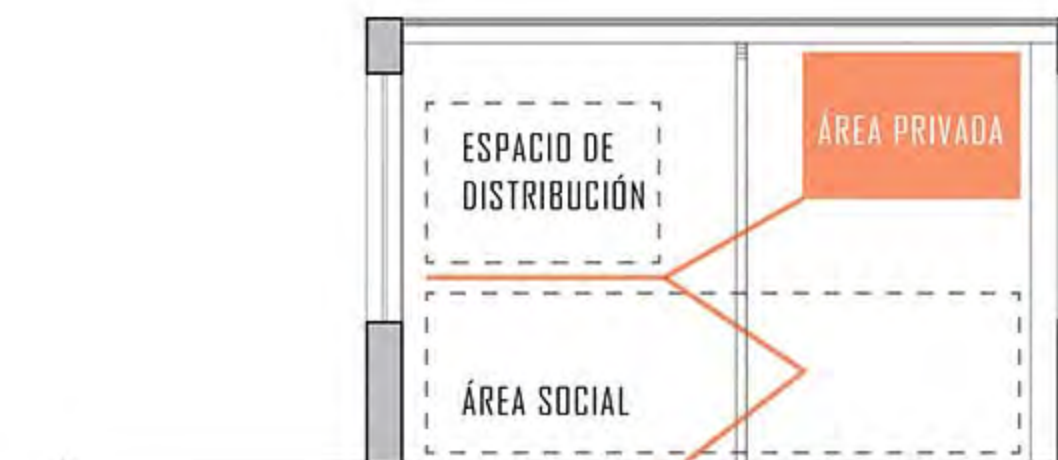 ESPACIO DE
DISTRIBUCIÓN
ÁREA PRIVADA
ÁREA SOCIAL